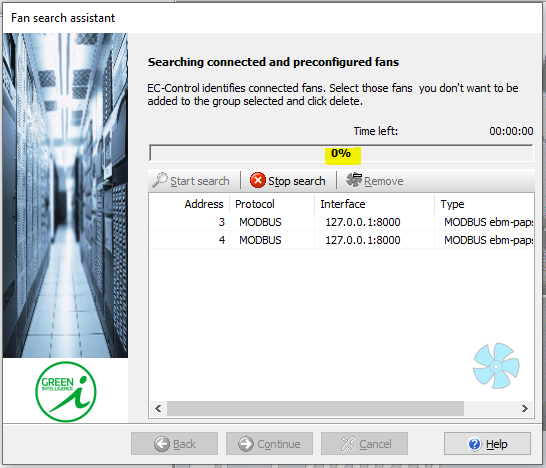 Fan search assistant
Searching connected and preconfigured fans
EC-Control identifies connected fans. Select those fans you don't want to be
added to the group selected and click delete.
Time left: 00:00:00
0%
Start search Stop search Remove
Address Protocol Interface Type
3 MODBUS 127.0.0.1:8000 MODBUS ebm-paps
4 MODBUS 127.0.0.1:8000 MODBUS ebm-paps
GREEN
INTELLIGENCE
Back Continue Cancel Help